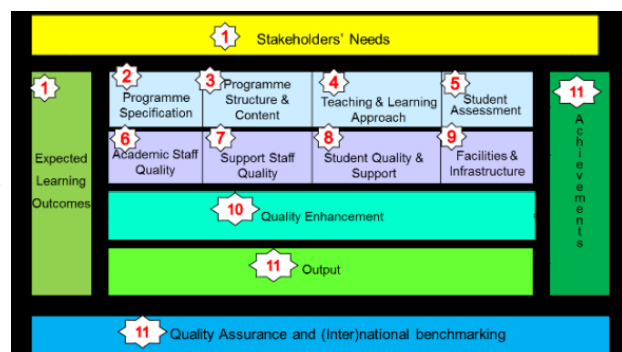 1 Stakeholders' Needs
1
Expected
Learning
Outcomes
2
Programme
Specification
3
Programme
Structure &
Content
4
Teaching & Learning
Approach
5
Student
Assessment
6
Academic Staff
Quality
7
Support Staff
Quality
8
Student Quality &
Support
9
Facilities &
Infrastructure
10 Quality Enhancement
11 Output
11
Achievements
11 Quality Assurance and (Inter)national benchmarking